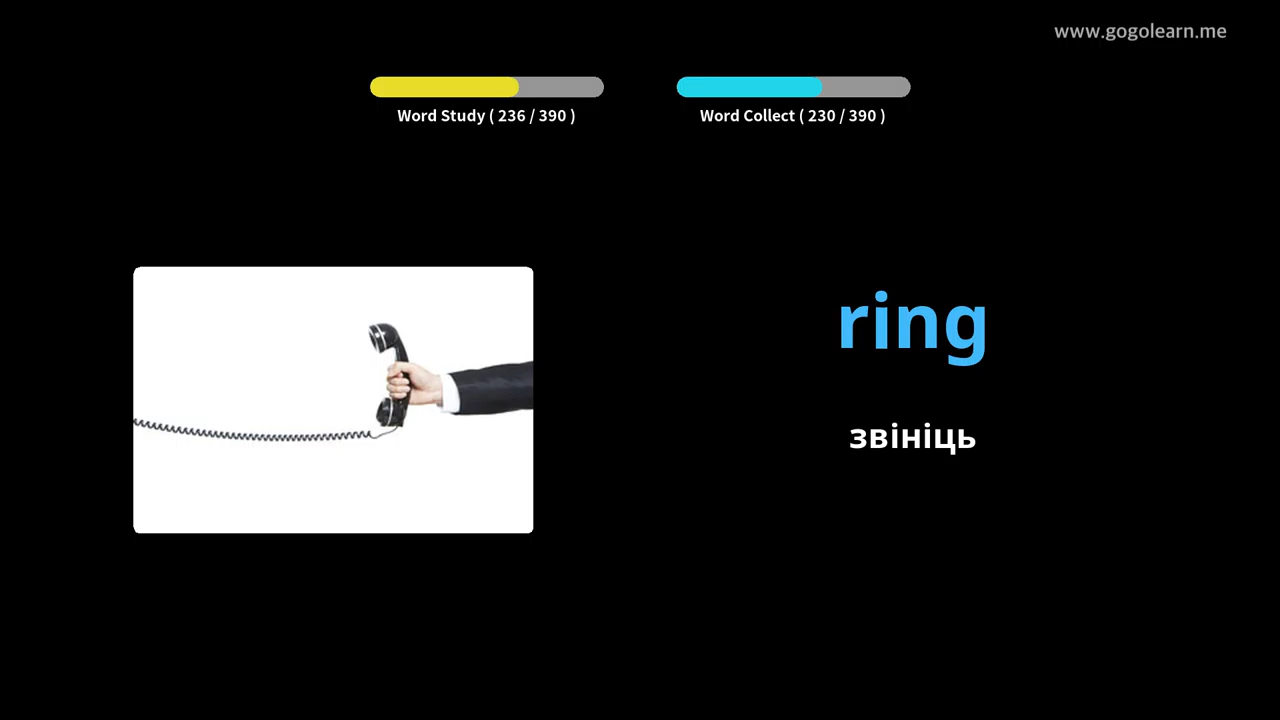 www.gogolearn.me
Word Study ( 236 / 390 )
Word Collect ( 230 / 390 )
ring
звініць